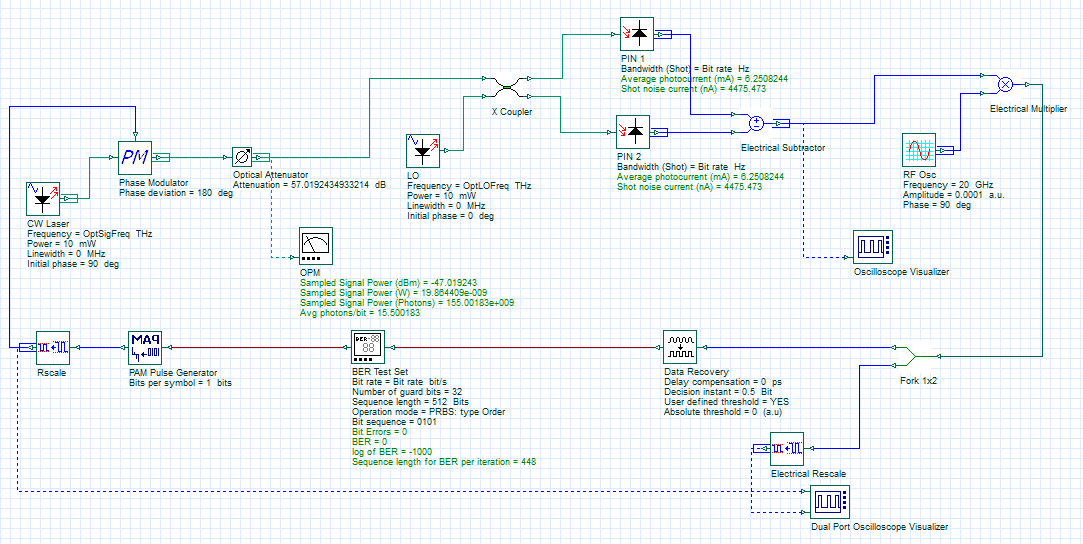 PIN 1
Bandwidth (Shot) = Bit rate Hz
Average photocurrent (mA) = 6.2508244
Shot noise current (nA) = 4475.473
X Coupler
Electrical Multiplier
PIN 2
Bandwidth (Shot) = Bit rate Hz
Average photocurrent (mA) = 6.2508244
Shot noise current (nA) = 4475.473
Electrical Subtractor
PM
Phase Modulator
Phase deviation = 180 deg
Optical Attenuator
Attenuation = 57.0192434933214 dB
LO
Frequency = OptLOFreq THz
Power = 10 mW
Linewidth = 0 MHz
Initial phase = 0 deg
RF Osc
Frequency = 20 GHz
Amplitude = 0.0001 a.u.
Phase = 90 deg
CW Laser
Frequency = OptSigFreq THz
Power = 10 mW
Linewidth = 0 MHz
Initial phase = 90 deg
OPM
Sampled Signal Power (dBm) = -47.019243
Sampled Signal Power (W) = 19.864409e-009
Sampled Signal Power (Photons) = 155.00183e+009
Avg photons/bit = 15.500183
Oscilloscope Visualizer
Rscale
PAM
0101
PAM Pulse Generator
Bits per symbol = 1 bits
BER
88
BER Test Set
Bit rate = Bit rate bit/s
Number of guard bits = 32
Sequence length = 512 Bits
Operation mode = PRBS: type Order
Bit sequence = 0101
Bit Errors = 0
BER = 0
log of BER = -1000
Sequence length for BER per iteration = 448
Data Recovery
Delay compensation = 0 ps
Decision instant = 0.5 Bit
User defined threshold = YES
Absolute threshold = 0 (a.u)
Fork 1x2
Electrical Rescale
Dual Port Oscilloscope Visualizer